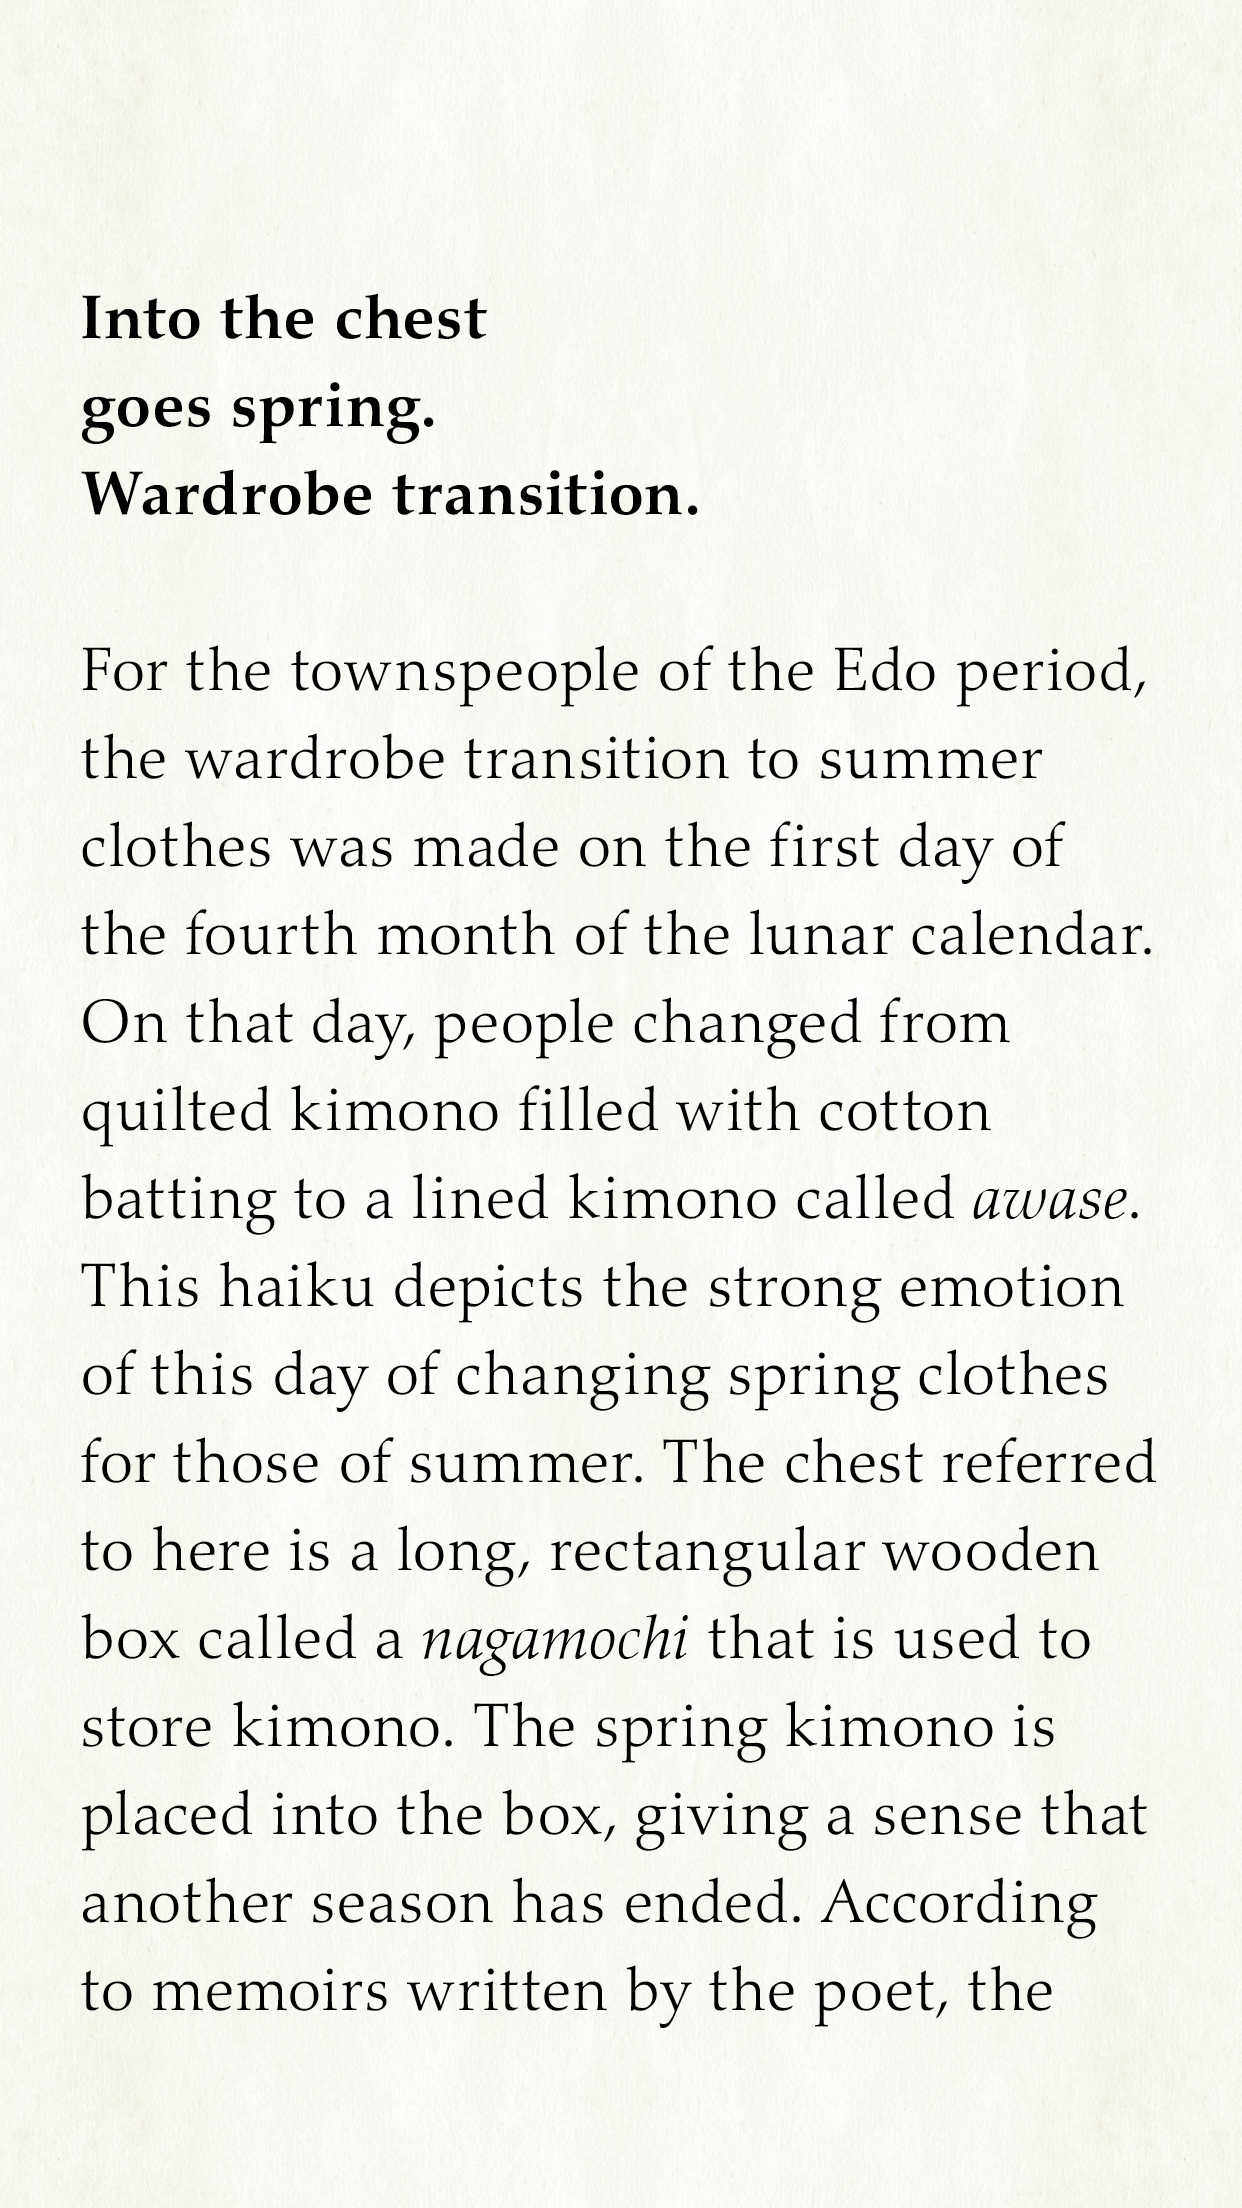 Into the chest
goes spring.
Wardrobe transition.
For the townspeople of the Edo period,
the wardrobe transition to summer
clothes was made on the first day of
the fourth month of the lunar calendar.
On that day, people changed from
quilted kimono filled with cotton
batting to a lined kimono called awase.
This haiku depicts the strong emotion
of this day of changing spring clothes
for those of summer. The chest referred
to here is a long, rectangular wooden
box called a nagamochi that is used to
store kimono. The spring kimono is
placed into the box, giving a sense that
another season has ended. According
to memoirs written by the poet, the